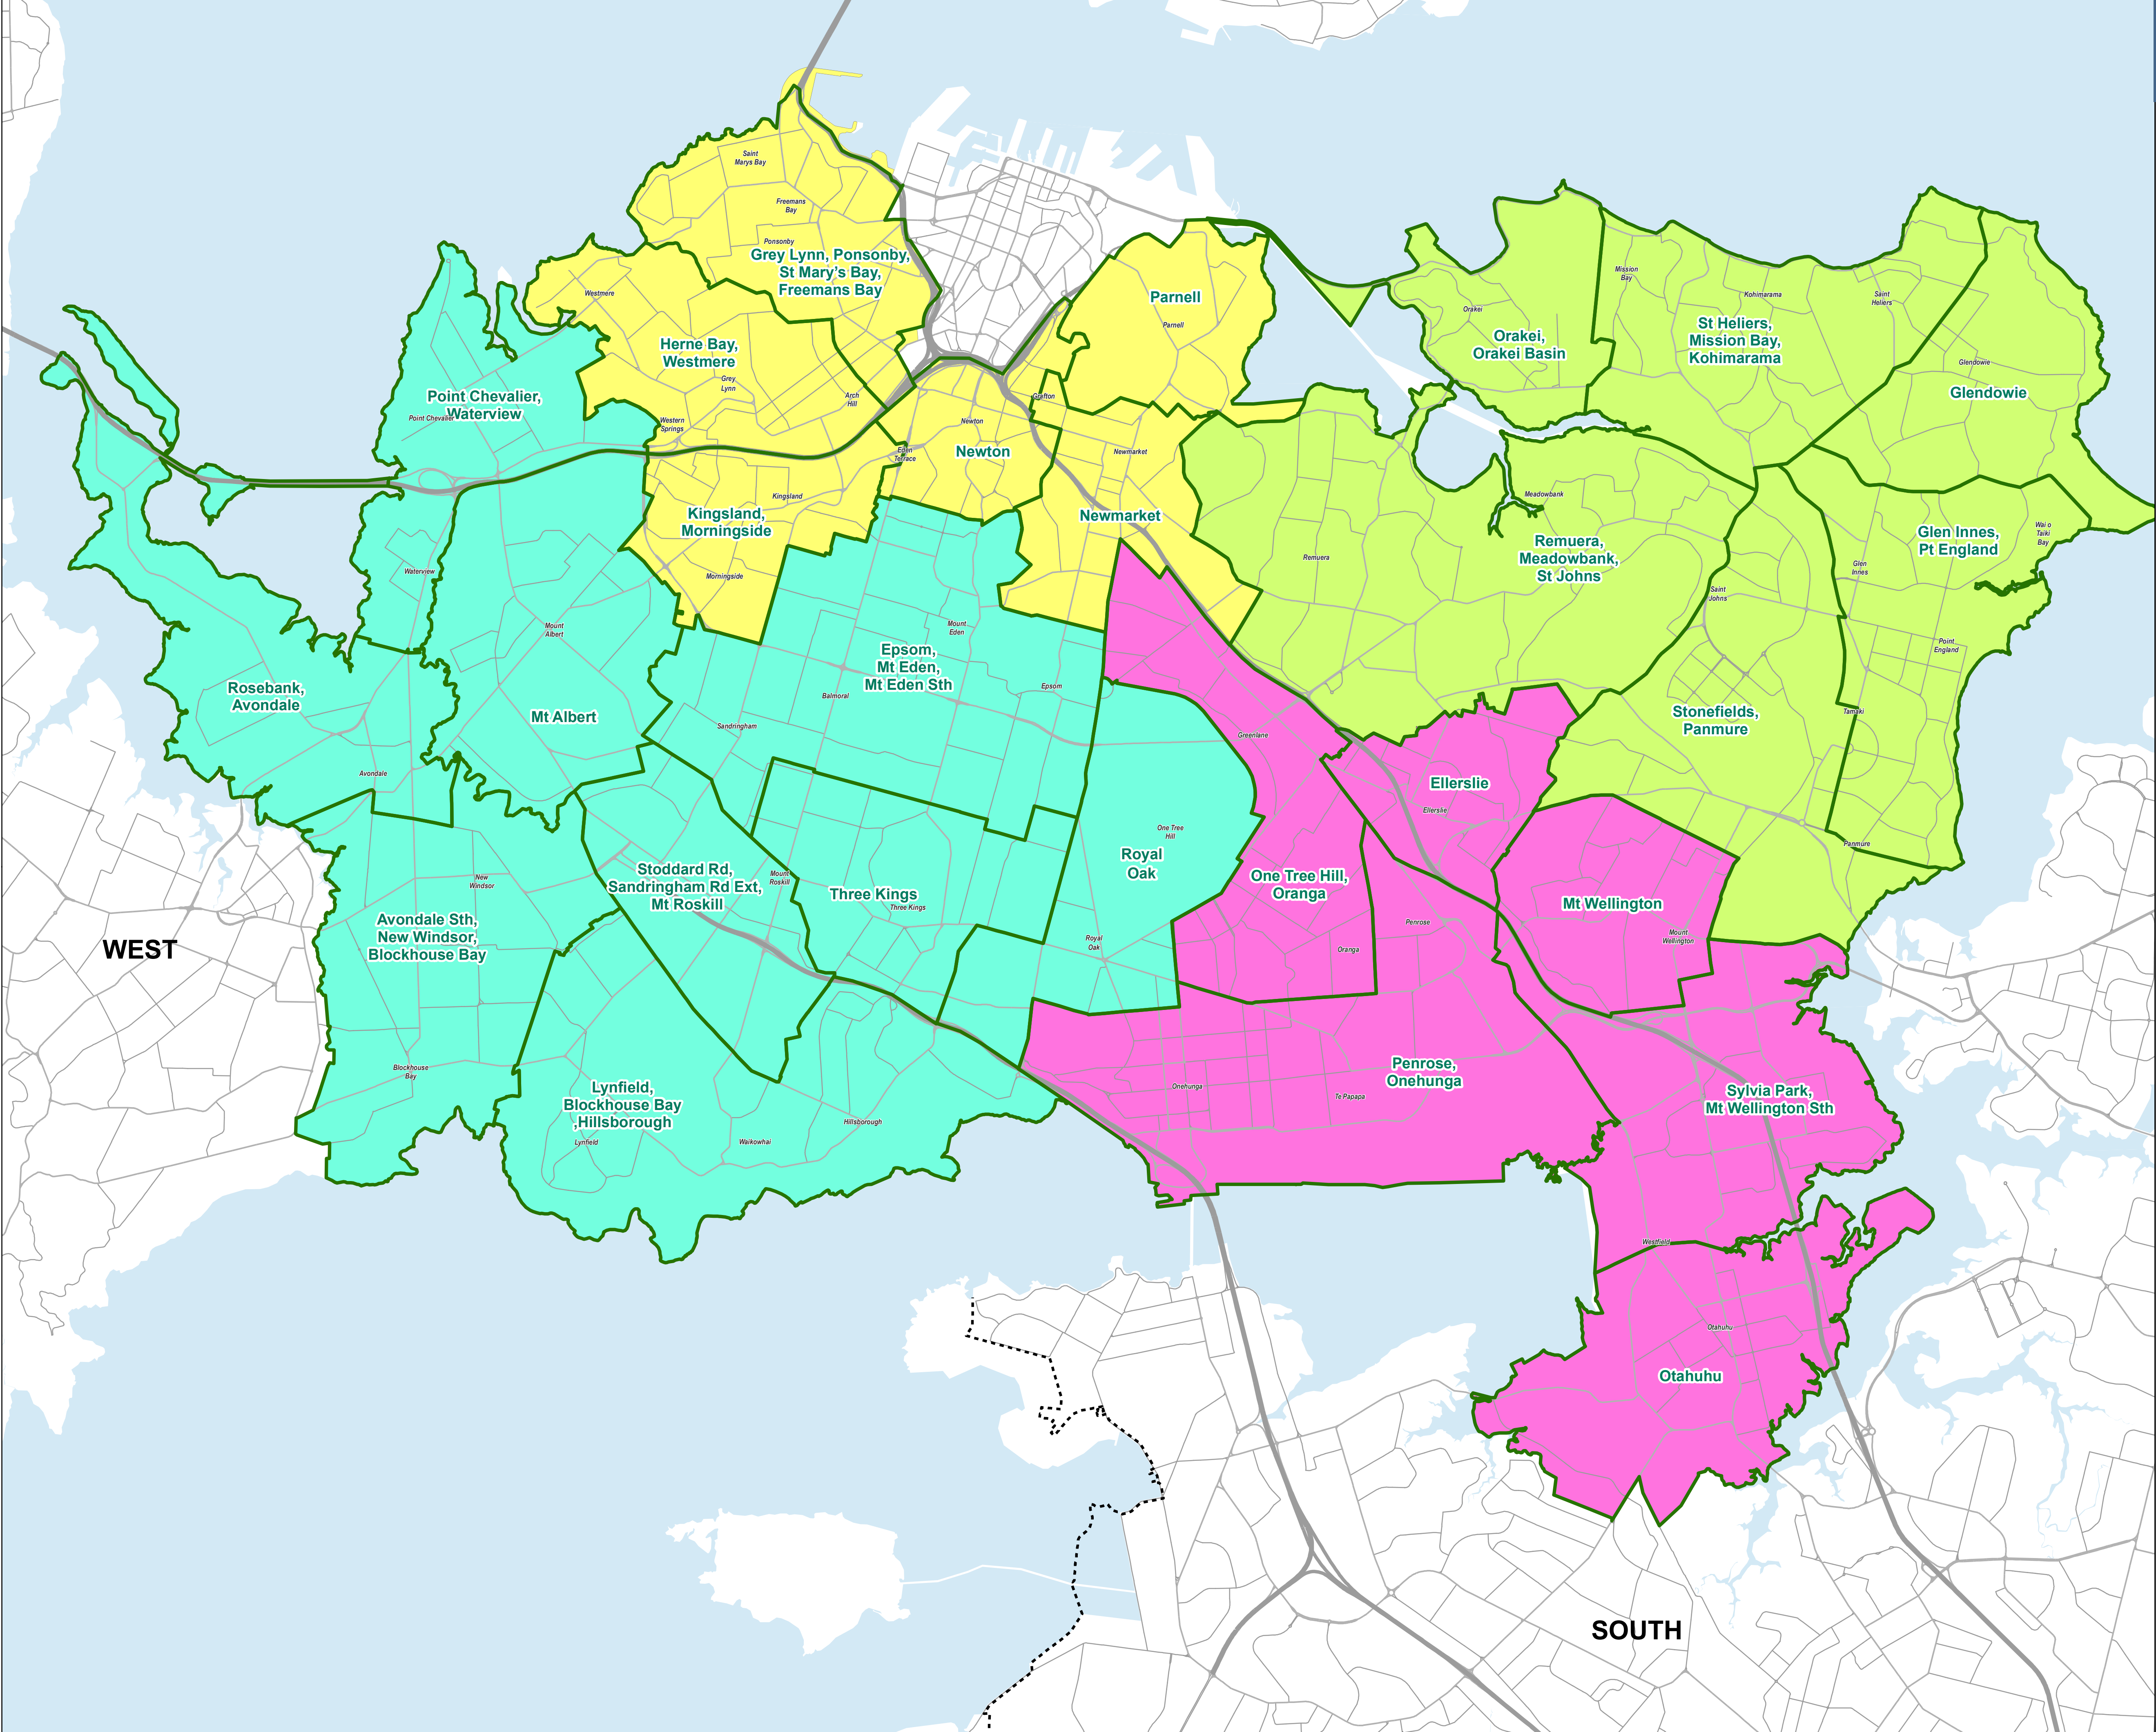 Saint
Marys Bay
Freemans
Bay
Ponsonby
Grey Lynn, Ponsonby,
St Mary's Bay,
Freemans Bay
Westmere
Herne Bay,
Westmere
Grey
Lynn
Arch
Hill
Western
Springs
Parnell
Parnell
Grafton
Newton
Newton
Eden
Terrace
Newmarket
Newmarket
Kingsland
Kingsland,
Morningside
Morningside
Orakei
Orakei,
Orakei Basin
Mission
Bay
Kohimarama
Saint
Heliers
St Heliers,
Mission Bay,
Kohimarama
Glendowie
Glendowie
Meadowbank
Remuera,
Meadowbank,
St Johns
Remuera
Saint
Johns
Glen Innes,
Pt England
Glen
Innes
Wai o
Taiki
Bay
Point
England
Stonefields,
Panmure
Tamaki
Panmure
Point Chevalier,
Waterview
Point Chevalier
Waterview
Mount
Albert
Mt Albert
Rosebank,
Avondale
Avondale
Mount
Eden
Epsom,
Mt Eden,
Mt Eden Sth
Epsom
Balmoral
Sandringham
Greenlane
Ellerslie
Ellerslie
One Tree
Hill
Royal
Oak
Royal
Oak
One Tree Hill,
Oranga
Oranga
Penrose
Mt Wellington
Mount
Wellington
Stoddard Rd,
Sandringham Rd Ext,
Mt Roskill
Mount
Roskill
Three Kings
Three Kings
New
Windsor
Avondale Sth,
New Windsor,
Blockhouse Bay
Blockhouse
Bay
WEST
Lynfield,
Blockhouse Bay
,Hillsborough
Lynfield
Waikowhai
Hillsborough
Onehunga
Te Papapa
Penrose,
Onehunga
Sylvia Park,
Mt Wellington Sth
Westfield
Otahuhu
Otahuhu
SOUTH